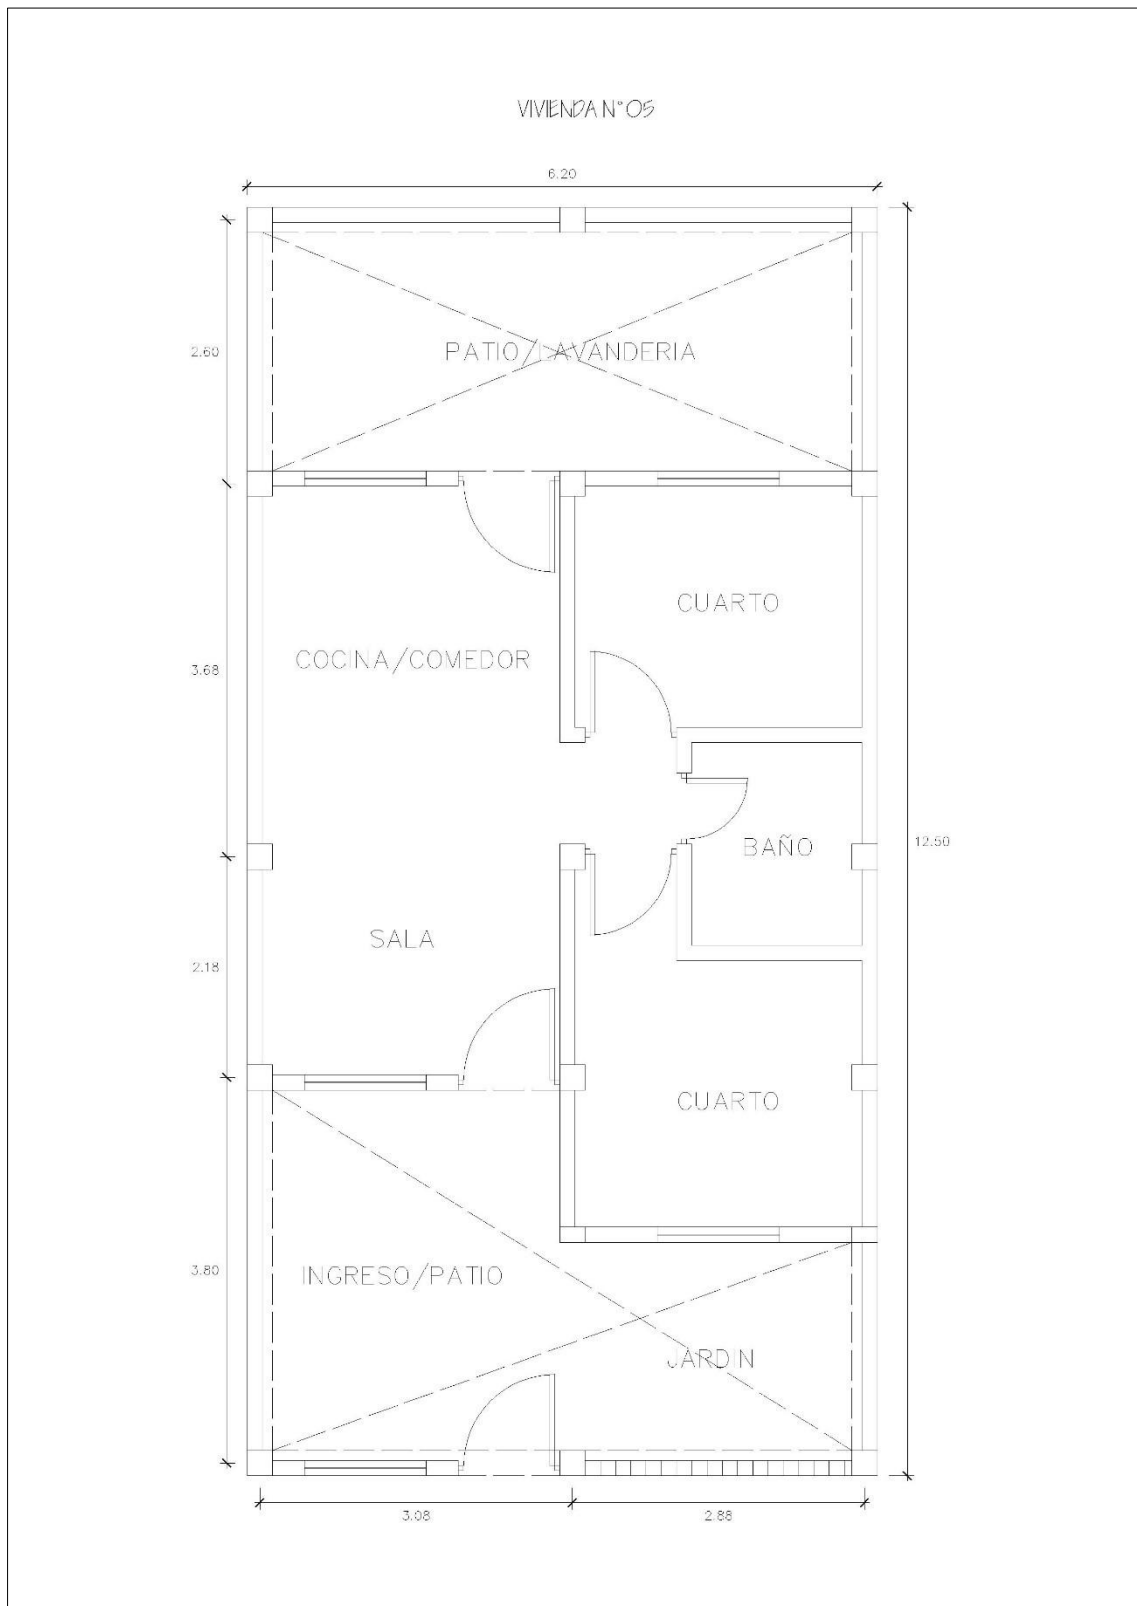 VIVIENDA N° 05
6.20
2.60
PATIO/LAVANDERIA
CUARTO
COCINA/COMEDOR
3.68
12.50
BAÑO
SALA
2.18
CUARTO
3.80
INGRESO/PATIO
JARDIN
3.08
2.88